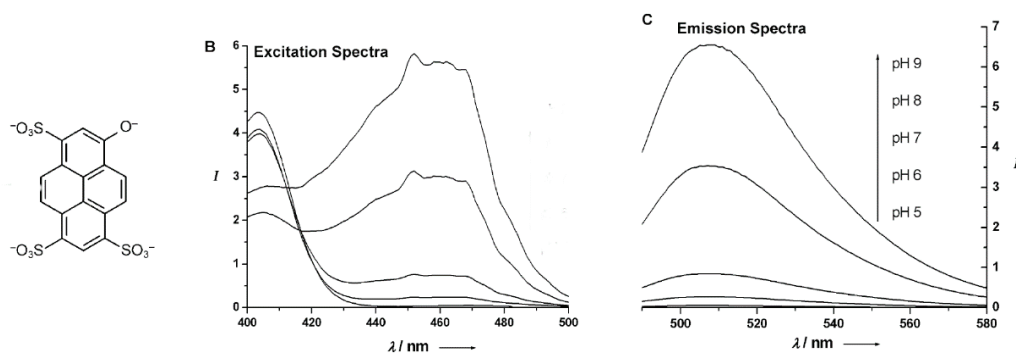 ⁻O₃S
O⁻
⁻O₃S
SO₃⁻
B
Excitation Spectra
6
5
4
I
3
2
1
0
400
420
440
460
480
500
λ / nm
C
Emission Spectra
pH 9
pH 8
pH 7
pH 6
pH 5
7
6
5
4
3
2
1
0
500
520
540
560
580
λ / nm